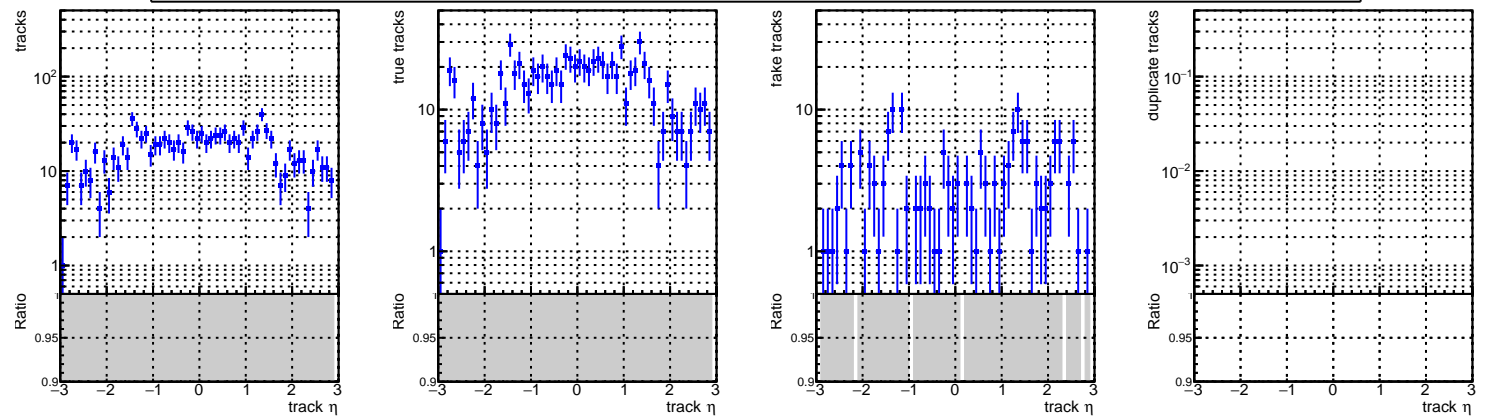 tracks
10²
10
1
Ratio
1
0.95
0.9
−3 −2 −1 0 1 2 3
track η
true tracks
10
1
Ratio
1
0.95
0.9
−3 −2 −1 0 1 2 3
track η
fake tracks
10
1
Ratio
1
0.95
0.9
−3 −2 −1 0 1 2 3
track η
duplicate tracks
10⁻¹
10⁻²
10⁻³
Ratio
1
0.95
0.9
−3 −2 −1 0 1 2 3
track η